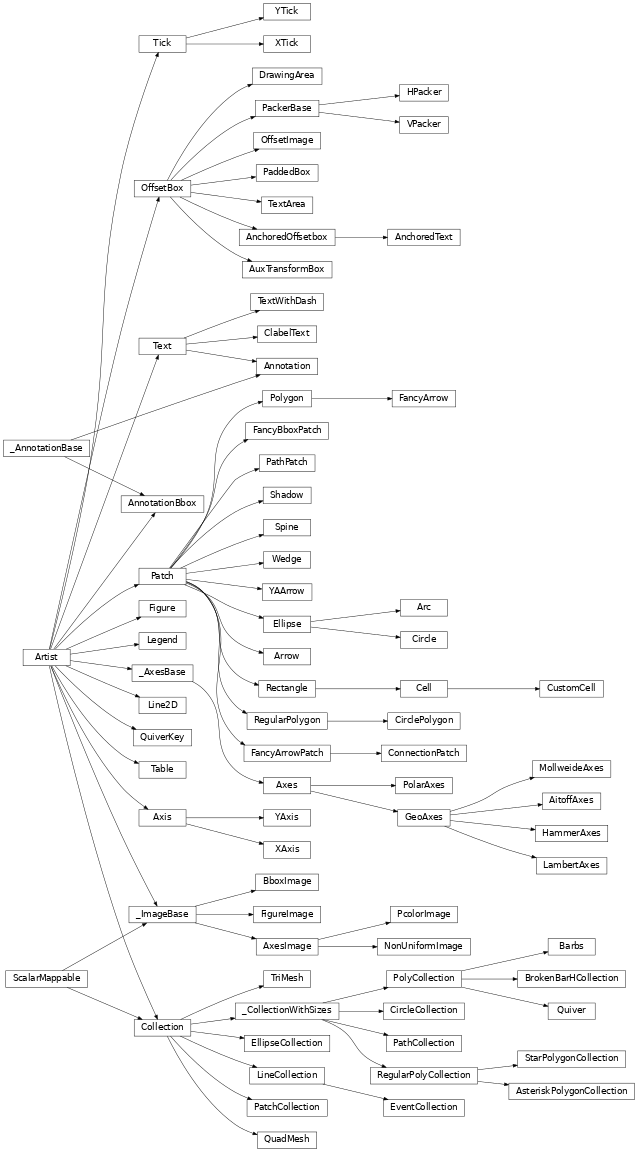 YTick
Tick
XTick
DrawingArea
HPacker
PackerBase
VPacker
OffsetImage
PaddedBox
OffsetBox
TextArea
AnchoredOffsetbox
AnchoredText
AuxTransformBox
TextWithDash
ClabelText
Text
Annotation
Polygon
FancyArrow
FancyBboxPatch
_AnnotationBase
PathPatch
Shadow
AnnotationBbox
Spine
Wedge
Patch
YAArrow
Figure
Arc
Ellipse
Legend
Circle
Artist
Arrow
_AxesBase
Rectangle
Cell
CustomCell
Line2D
RegularPolygon
CirclePolygon
QuiverKey
FancyArrowPatch
ConnectionPatch
Table
MollweideAxes
Axes
PolarAxes
AitoffAxes
Axis
YAxis
GeoAxes
HammerAxes
XAxis
LambertAxes
BboxImage
_ImageBase
FigureImage
PcolorImage
AxesImage
NonUniformImage
Barbs
ScalarMappable
TriMesh
PolyCollection
BrokenBarHCollection
_CollectionWithSizes
CircleCollection
Quiver
Collection
EllipseCollection
PathCollection
StarPolygonCollection
LineCollection
RegularPolyCollection
AsteriskPolygonCollection
PatchCollection
EventCollection
QuadMesh